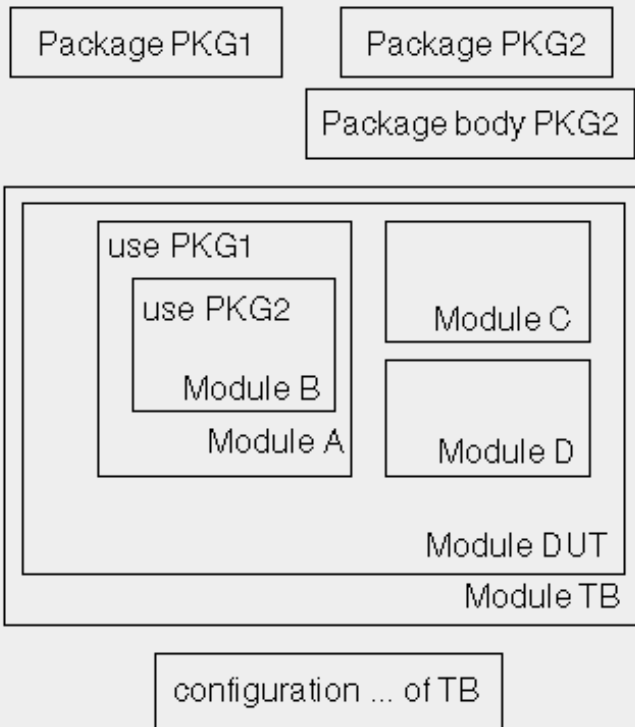 Package PKG1
Package PKG2
Package body PKG2
use PKG1
use PKG2
Module B
Module A
Module C
Module D
Module DUT
Module TB
configuration ... of TB